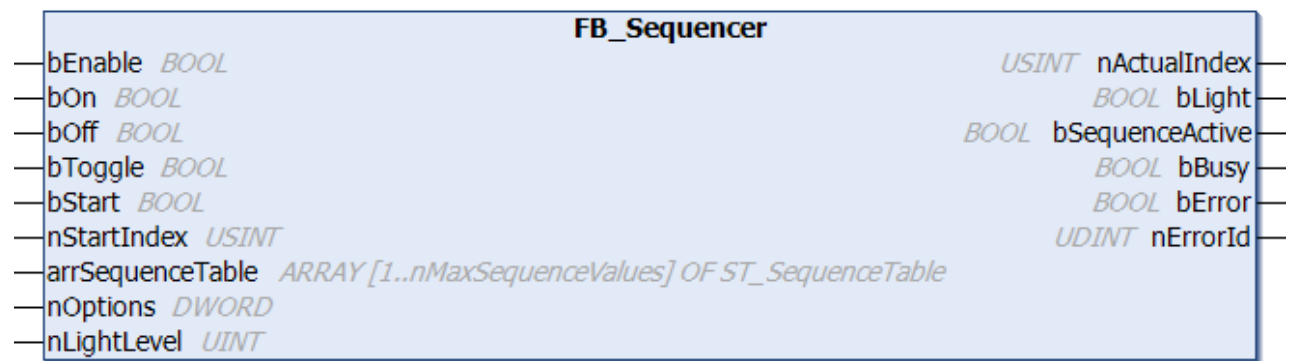 FB_Sequencer
bEnable BOOL USINT nActualIndex
bOn BOOL BOOL bLight
bOff BOOL BOOL bSequenceActive
bToggle BOOL BOOL bBusy
bStart BOOL BOOL bError
nStartIndex USINT UDINT nErrorId
arrSequenceTable ARRAY [1..nMaxSequenceValues] OF ST_SequenceTable
nOptions DWORD
nLightLevel UINT